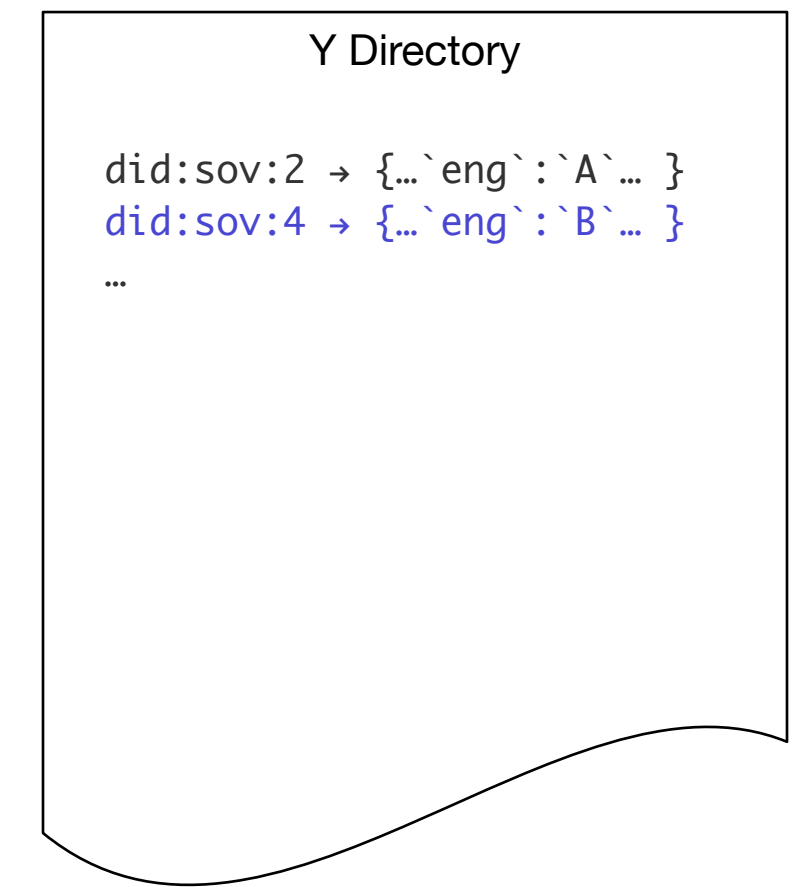 Y Directory
did:sov:2 → {…`eng`:`A`… }
did:sov:4 → {…`eng`:`B`… }
…